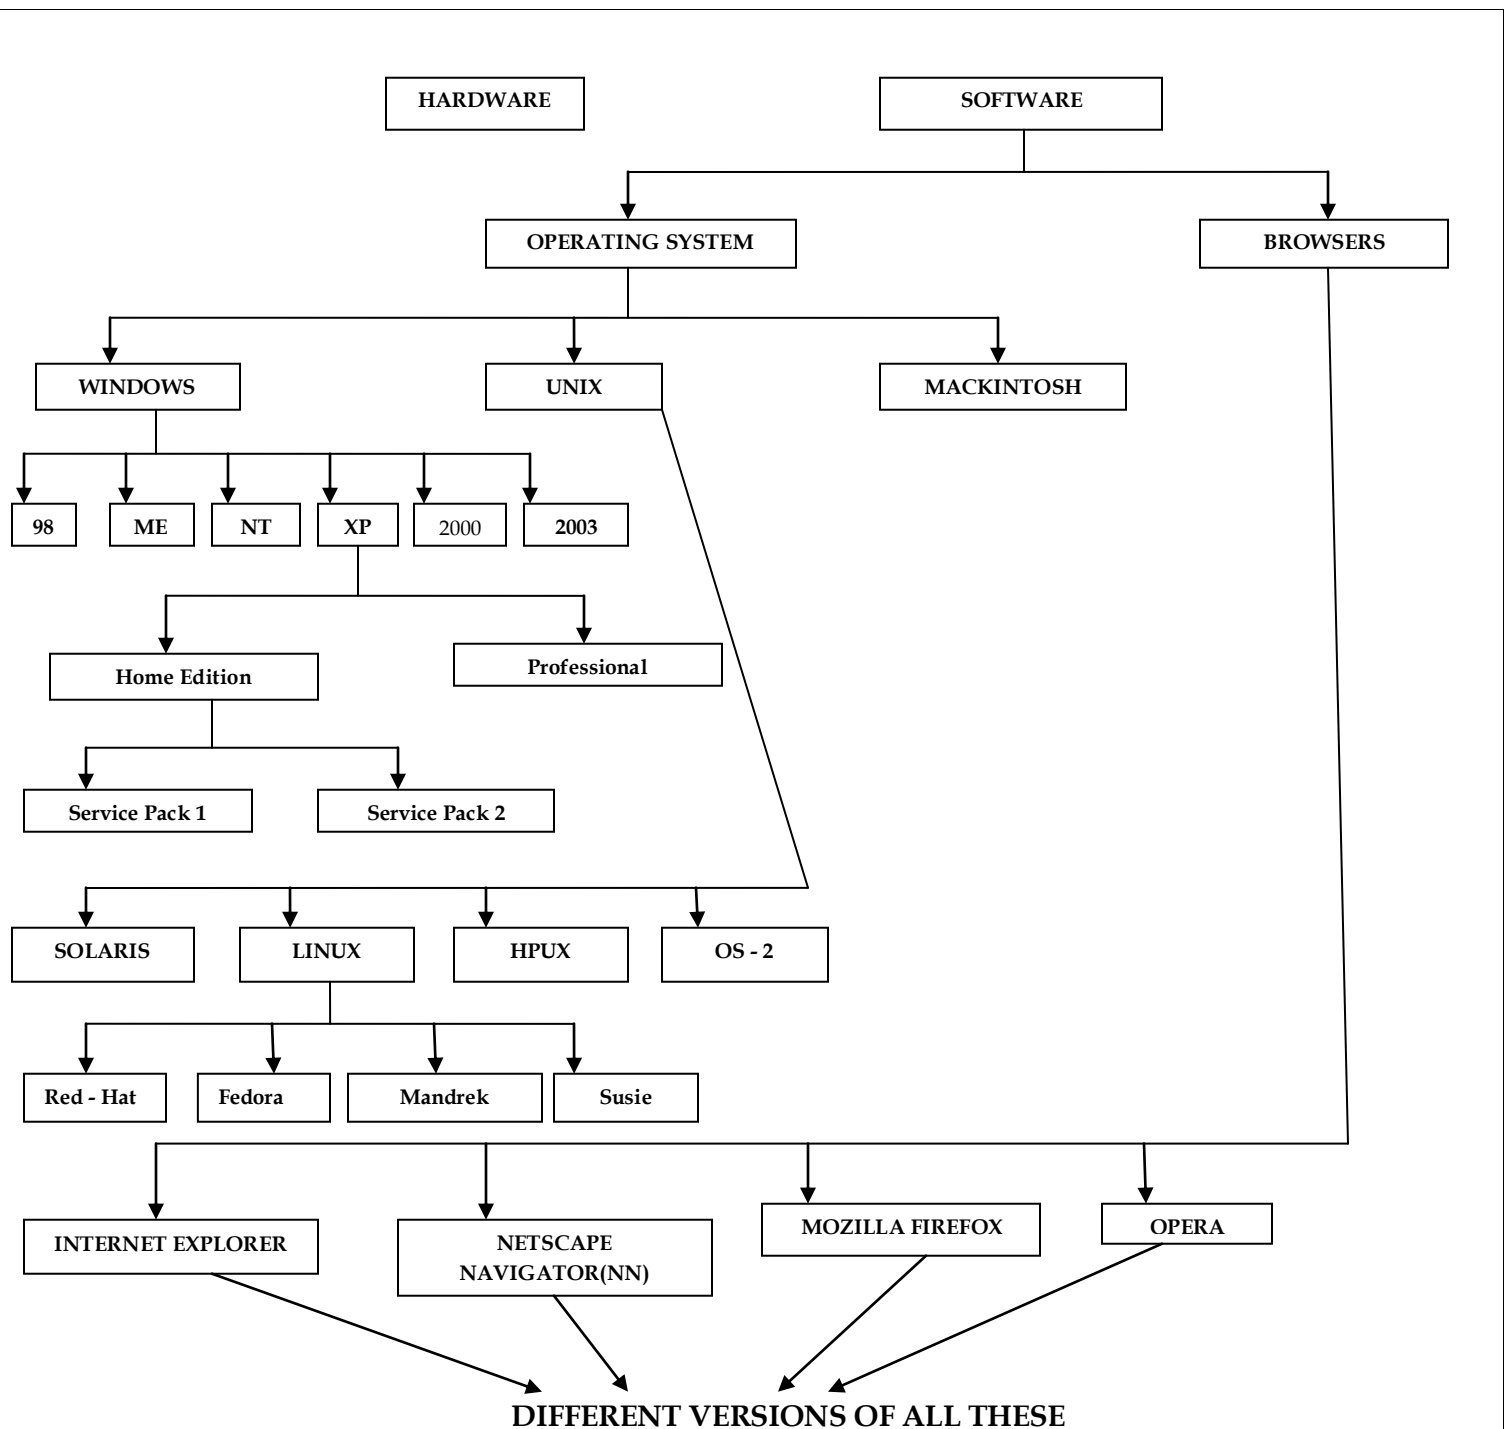 HARDWARE
SOFTWARE
OPERATING SYSTEM
BROWSERS
WINDOWS
UNIX
MACKINTOSH
98
ME
NT
XP
2000
2003
Home Edition
Professional
Service Pack 1
Service Pack 2
SOLARIS
LINUX
HPUX
OS - 2
Red - Hat
Fedora
Mandrek
Susie
INTERNET EXPLORER
NETSCAPE
NAVIGATOR(NN)
MOZILLA FIREFOX
OPERA
DIFFERENT VERSIONS OF ALL THESE